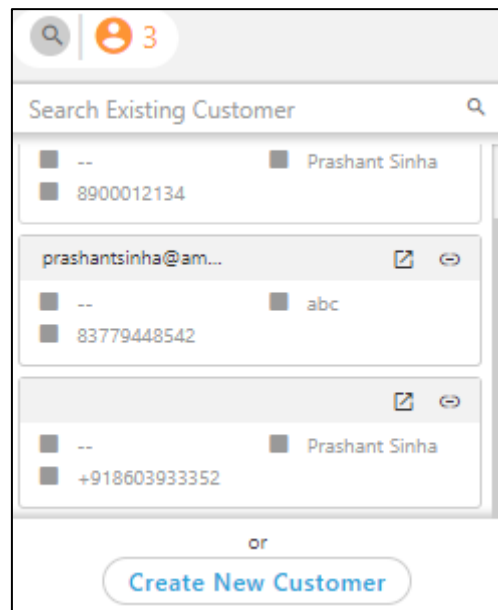 3
Search Existing Customer
-- Prashant Sinha
8900012134
prashantsinha@am...
-- abc
83779448542
-- Prashant Sinha
+918603933352
or
Create New Customer